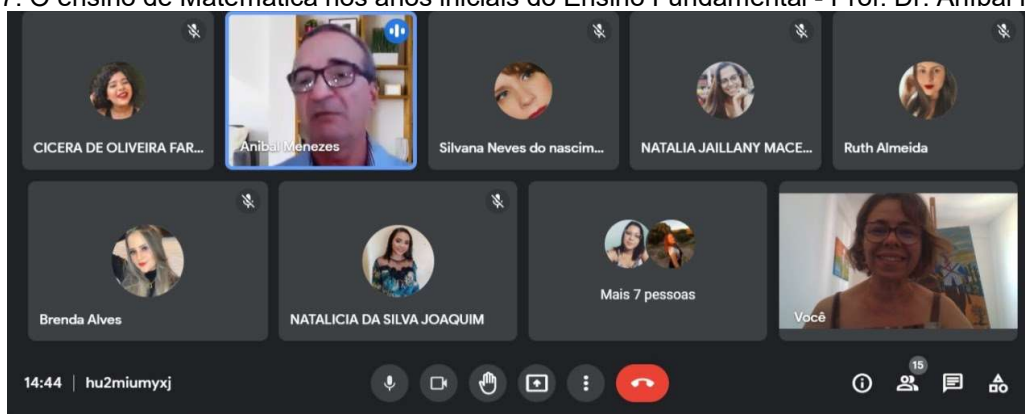 7. O ensino de Matemática nos anos iniciais do Ensino Fundamental - Prof. Dr. Aníbal
CICERA DE OLIVEIRA FAR...
Anibal Menezes
Silvana Neves do nascim...
NATALIA JAILLANY MACE...
Ruth Almeida
Brenda Alves
NATALICIA DA SILVA JOAQUIM
Mais 7 pessoas
Você
14:44 | hu2miumyxj
15